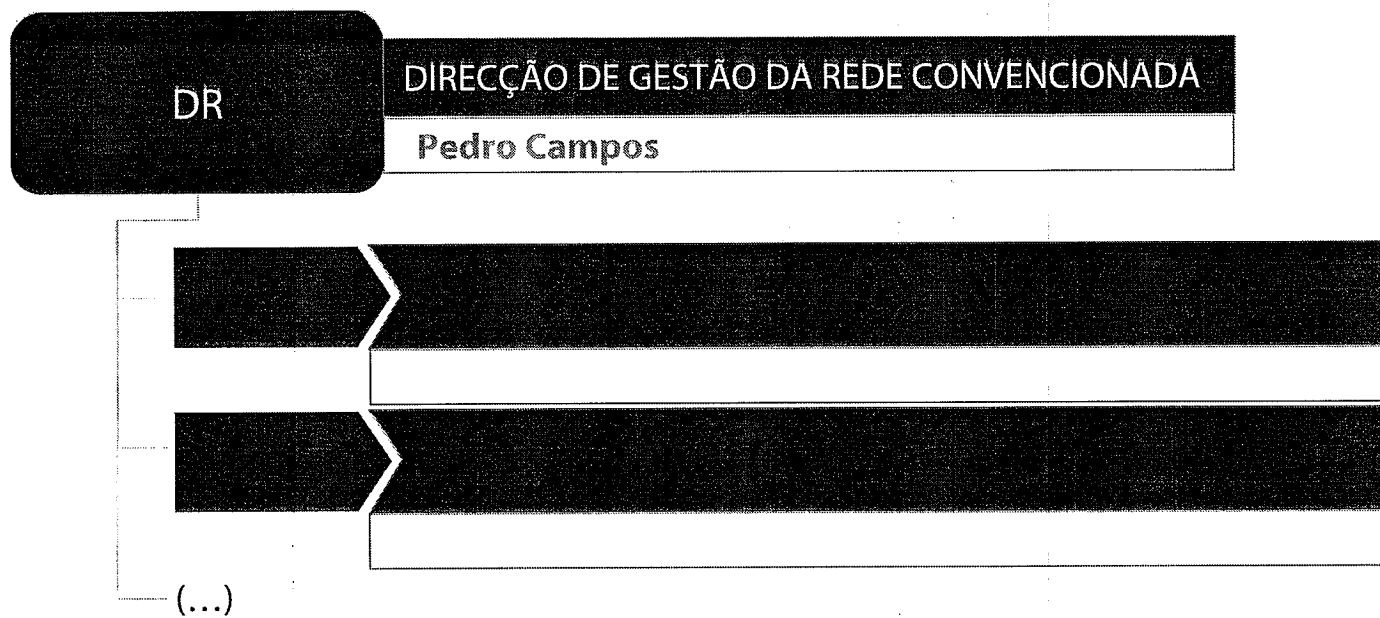 DR
DIRECÇÃO DE GESTÃO DA REDE CONVENCIONADA
Pedro Campos
(...)